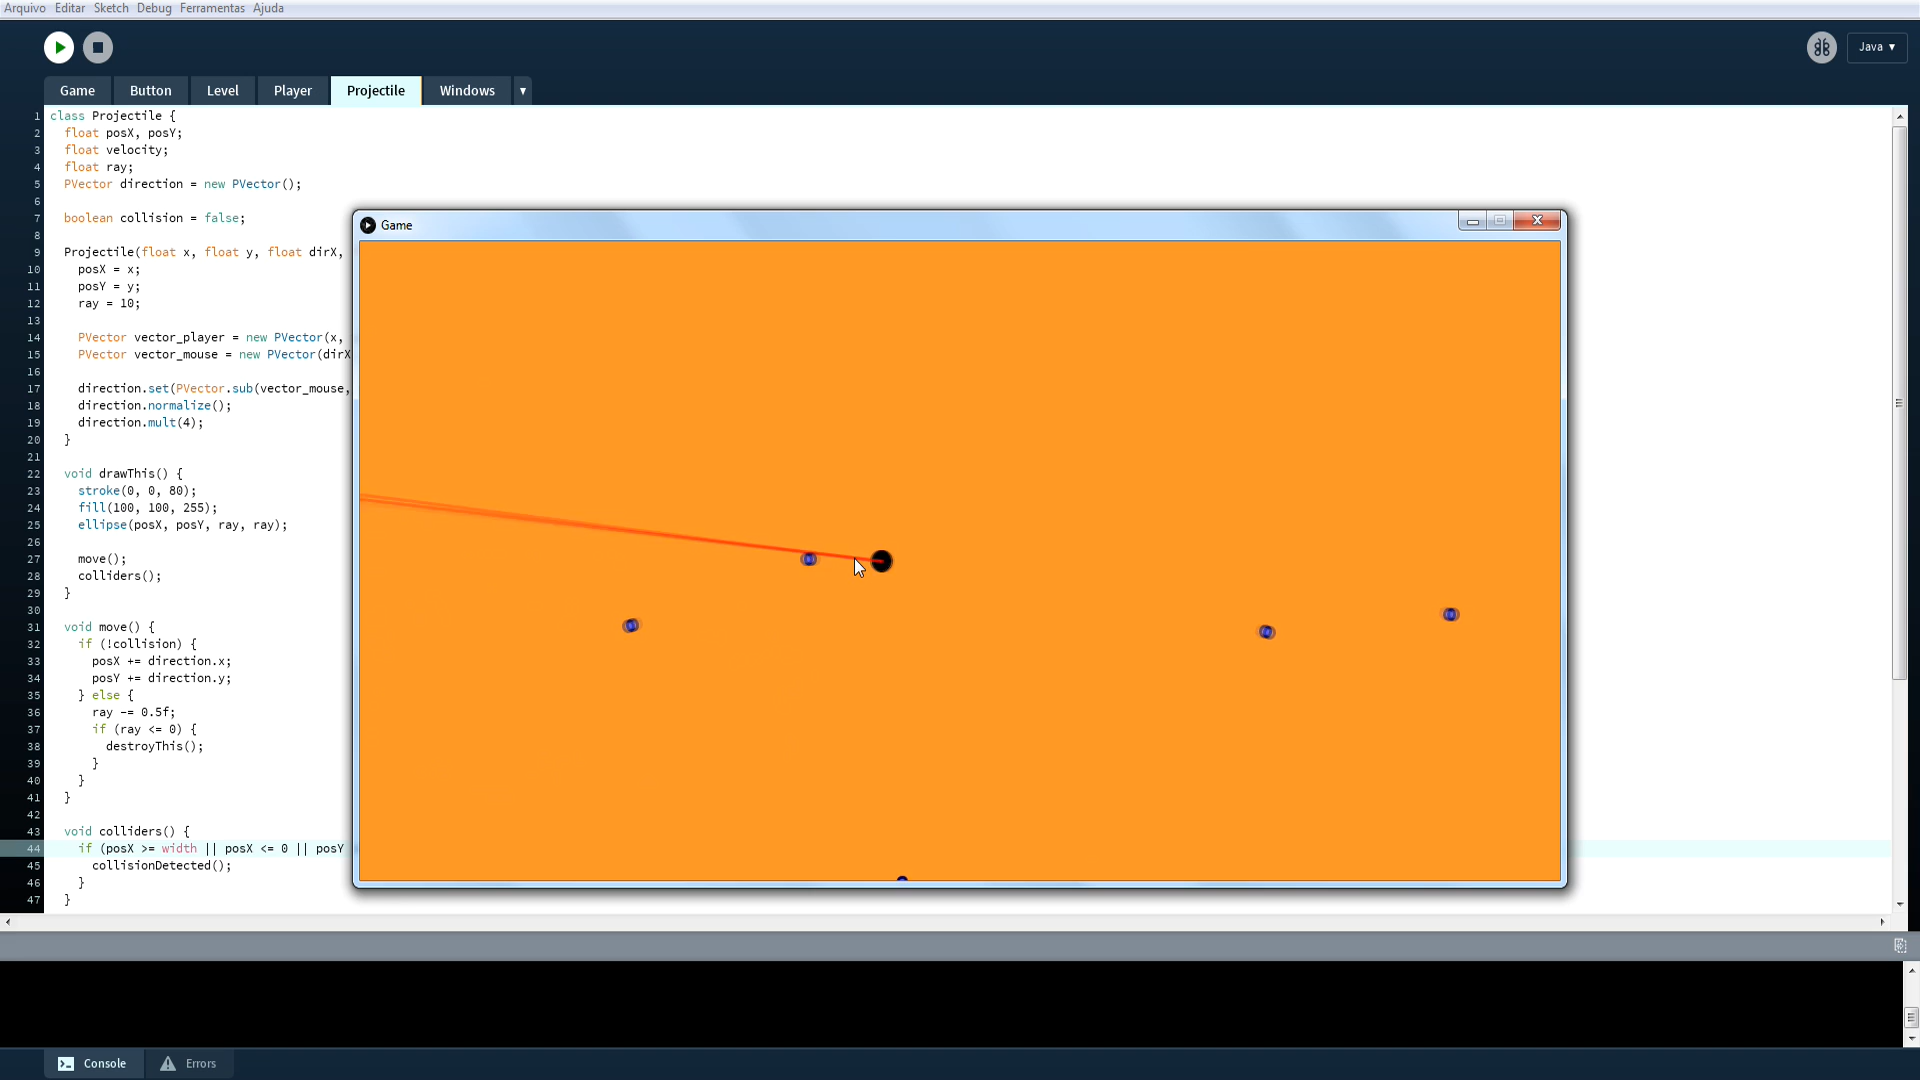 Arquivo Editar Sketch Debug Ferramentas Ajuda
Java ▾
Game Button Level Player Projectile Windows ▾
1 class Projectile {
2 float posX, posY;
3 float velocity;
4 float ray;
5 PVector direction = new PVector();
6
7 boolean collision = false;
8
9 Projectile(float x, float y, float dirX,
10 posX = x;
11 posY = y;
12 ray = 10;
13
14 PVector vector_player = new PVector(x,
15 PVector vector_mouse = new PVector(dirX
16
17 direction.set(PVector.sub(vector_mouse,
18 direction.normalize();
19 direction.mult(4);
20 }
21
22 void drawThis() {
23 stroke(0, 0, 80);
24 fill(100, 100, 255);
25 ellipse(posX, posY, ray, ray);
26
27 move();
28 colliders();
29 }
30
31 void move() {
32 if (!collision) {
33 posX += direction.x;
34 posY += direction.y;
35 } else {
36 ray -= 0.5f;
37 if (ray <= 0) {
38 destroyThis();
39 }
40 }
41 }
42
43 void colliders() {
44 if (posX >= width || posX <= 0 || posY
45 collisionDetected();
46 }
47 }
Game
Console Errors